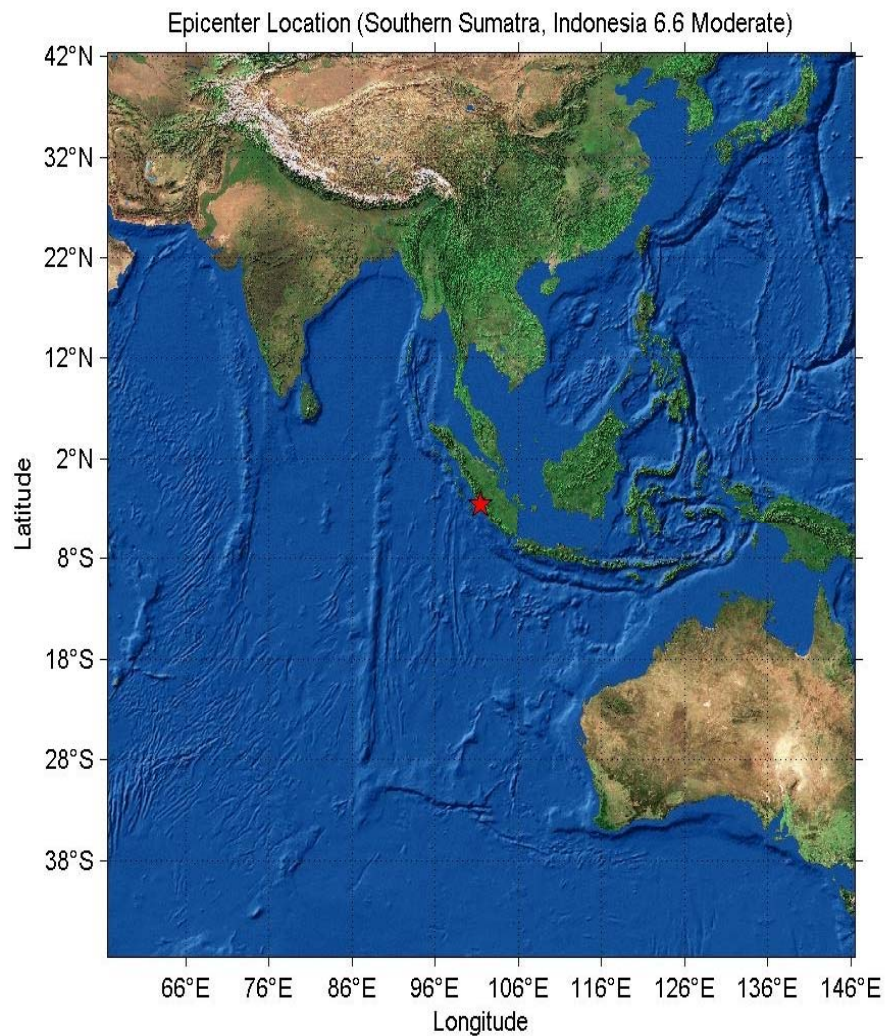 Epicenter Location (Southern Sumatra, Indonesia 6.6 Moderate)
42°N
32°N
22°N
12°N
2°N
8°S
18°S
28°S
38°S
Latitude
66°E 76°E 86°E 96°E 106°E 116°E 126°E 136°E 146°E
Longitude